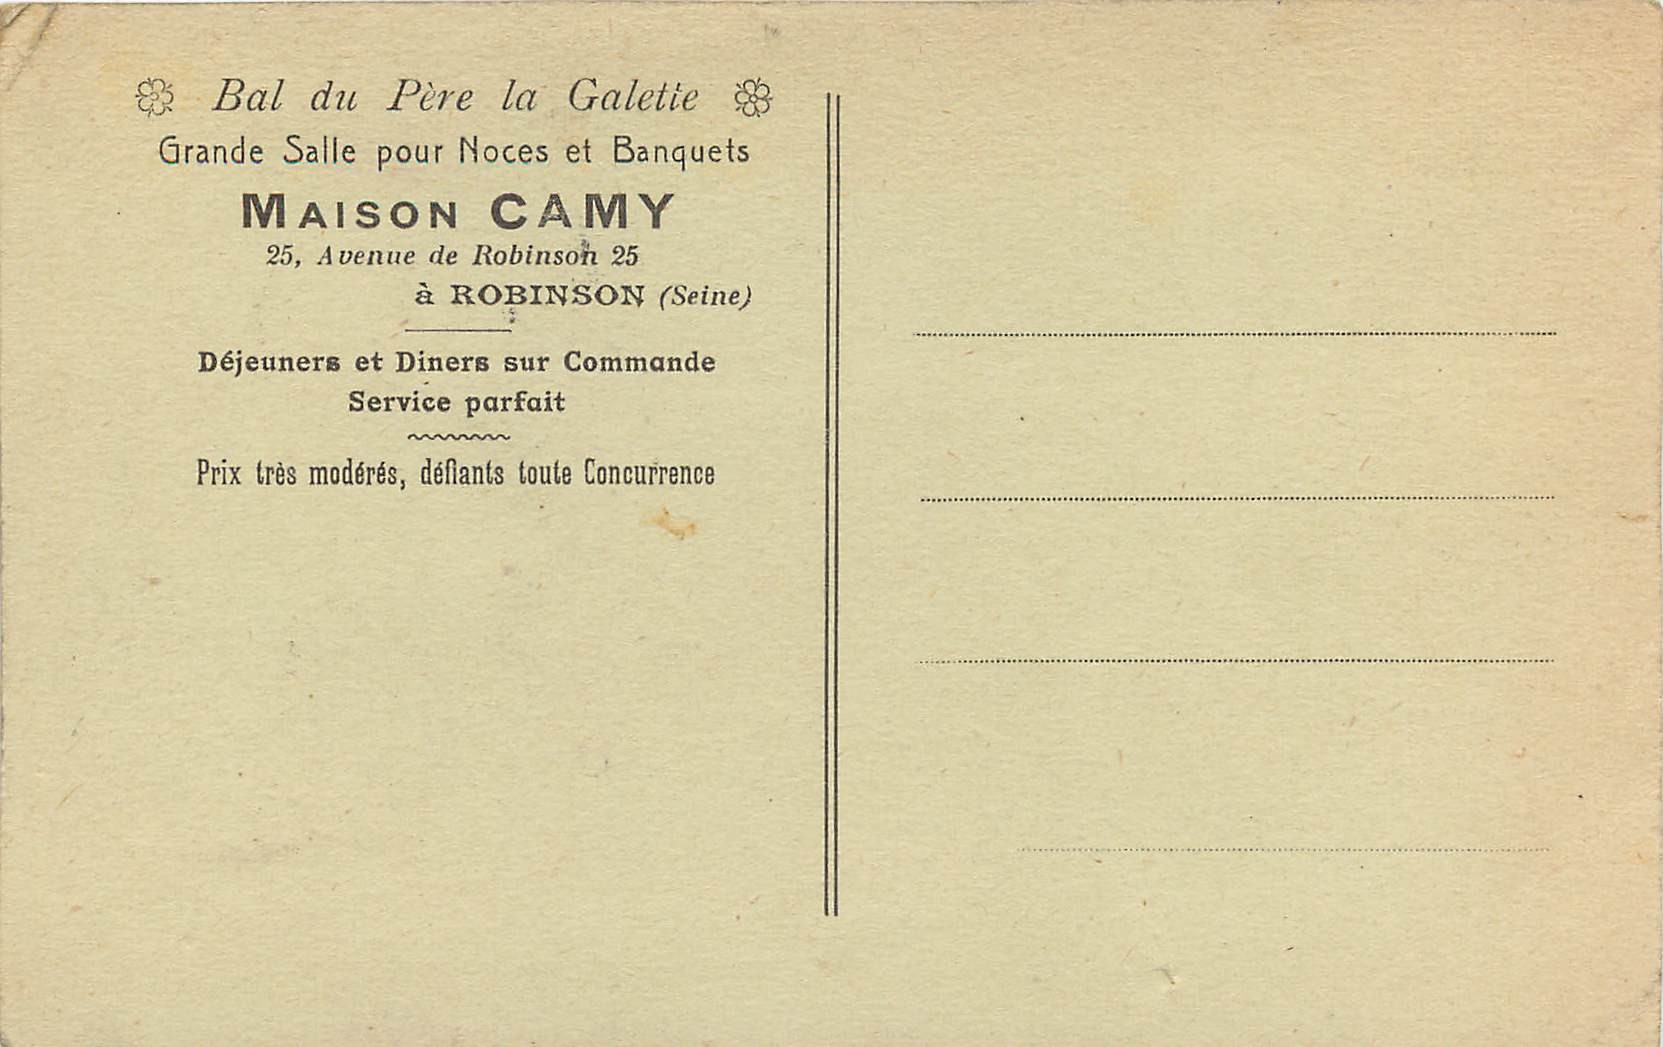 Bal du Père la Galette
Grande Salle pour Noces et Banquets
MAISON CAMY
25, Avenue de Robinson 25
à ROBINSON (Seine)
Déjeuners et Diners sur Commande
Service parfait
Prix très modérés, défiants toute Concurrence